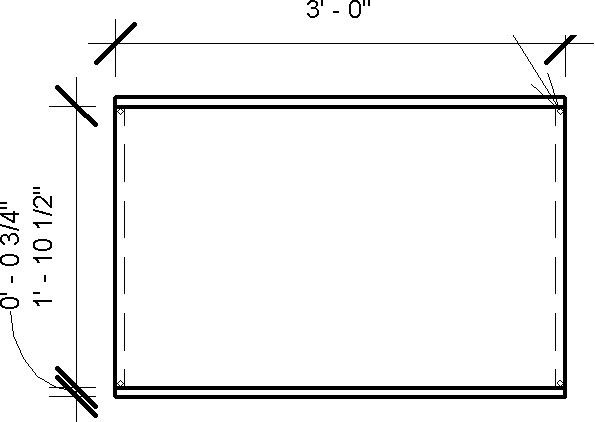 3' - 0"
0' - 0 3/4"
1' - 10 1/2"